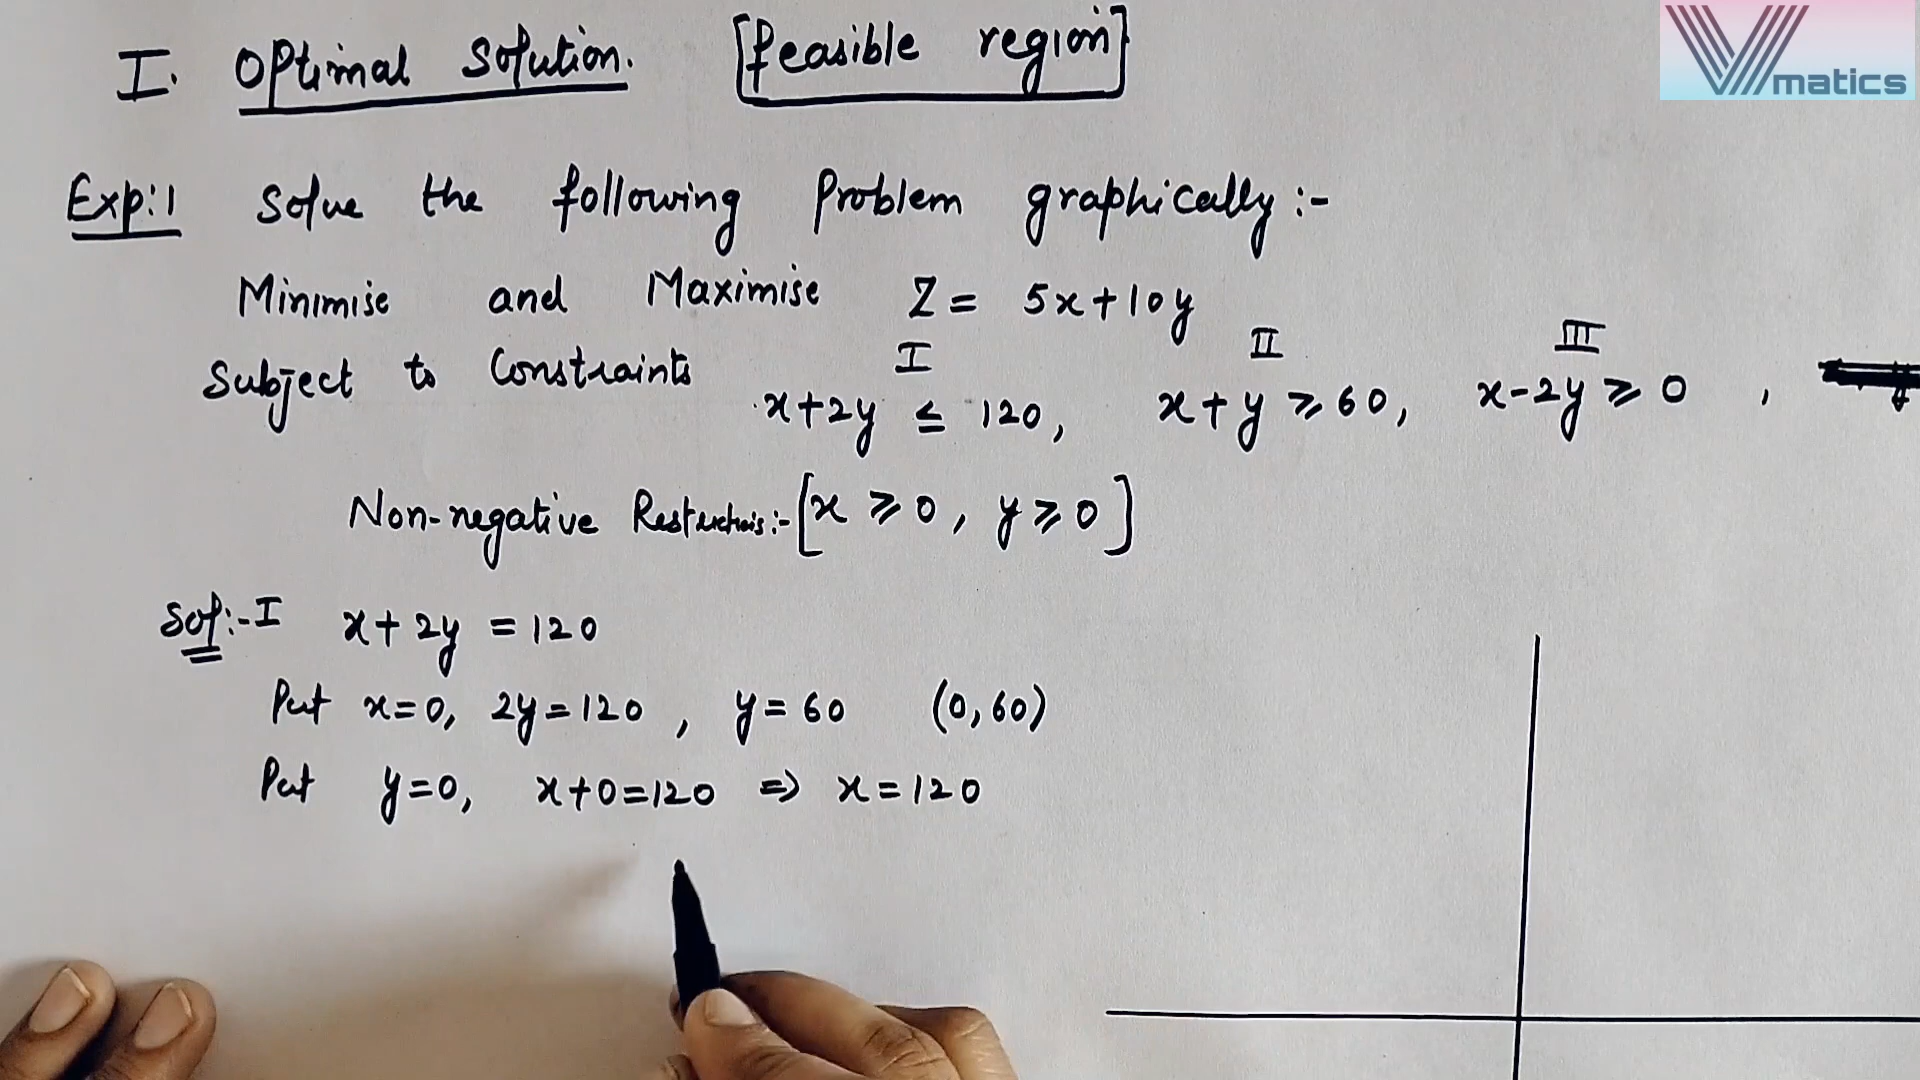 I. Optimal Solution. [feasible region]
Exp:1 Solve the following Problem graphically:-
Minimise and Maximise Z = 5x+10y
Subject to Constraints
I II III
x+2y ≤ 120, x+y ≥ 60, x-2y ≥ 0 ,
Non-negative :- [x ≥ 0, y ≥ 0]
Sol:- I x+2y = 120
Put x=0, 2y=120 , y=60 (0,60)
Put y=0, x+0=120 ⇒ x=120
Vmatics